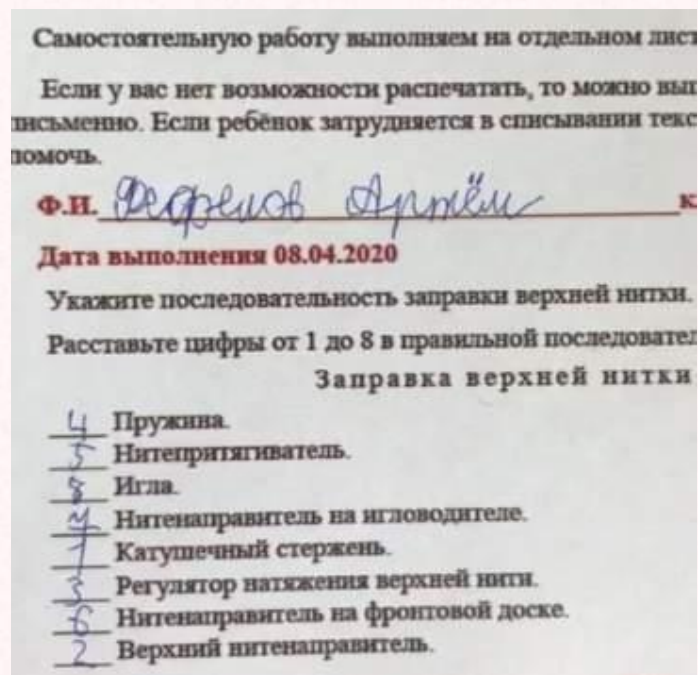 Самостоятельную работу выполняем на отдельном лист
Если у вас нет возможности распечатать, то можно вып
письменно. Если ребёнок затрудняется в списывании текс
помочь.
Ф.И. Артём к
Дата выполнения 08.04.2020
Укажите последовательность заправки верхней нитки.
Расставьте цифры от 1 до 8 в правильной последовател
Заправка верхней нитки
4 Пружина.
5 Нитепритягиватель.
8 Игла.
7 Нитенаправитель на игловодителе.
1 Катушечный стержень.
3 Регулятор натяжения верхней нити.
6 Нитенаправитель на фронтовой доске.
2 Верхний нитенаправитель.